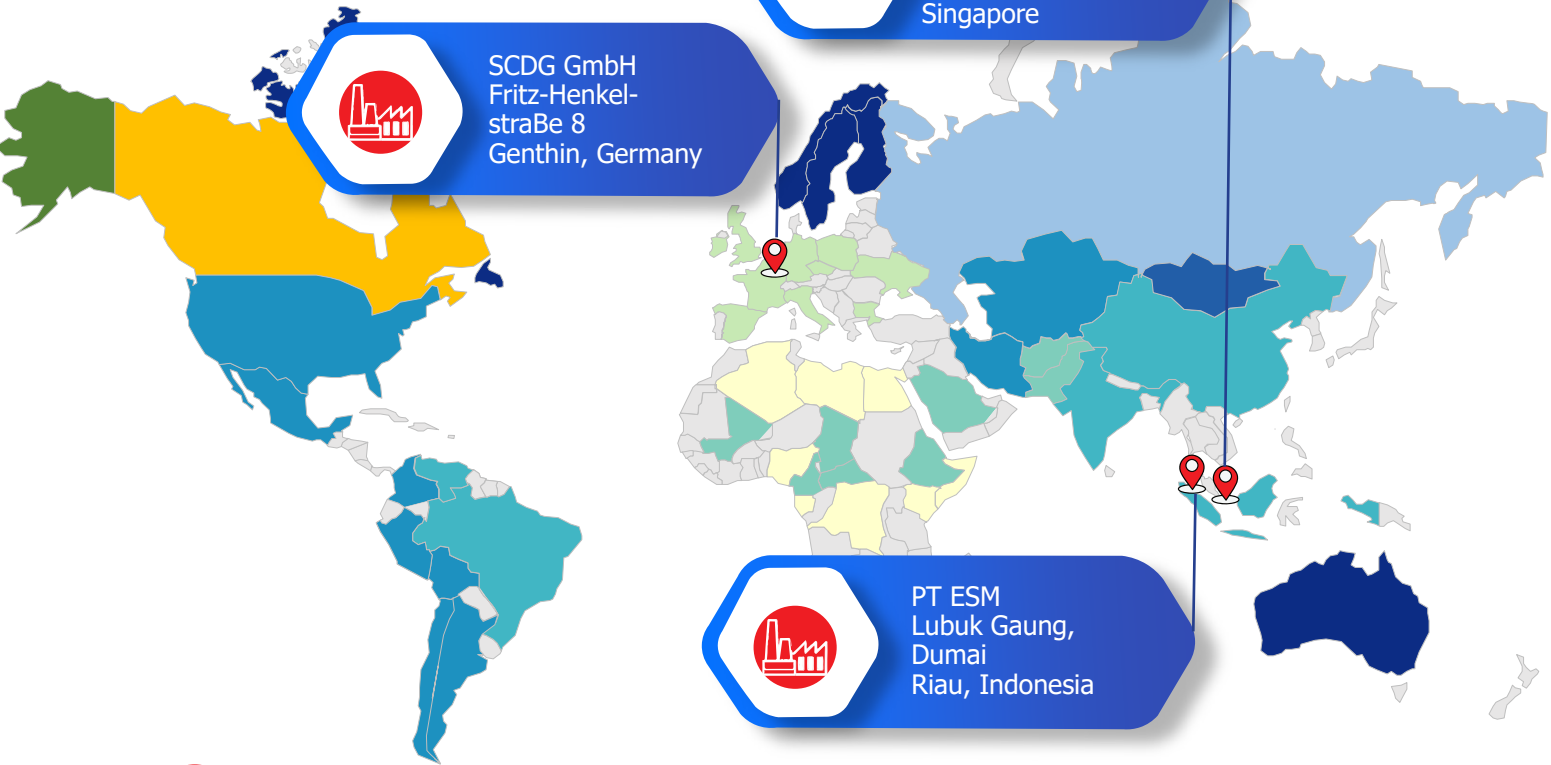 Singapore
SCDG GmbH
Fritz-Henkel-
straBe 8
Genthin, Germany
PT ESM
Lubuk Gaung,
Dumai
Riau, Indonesia